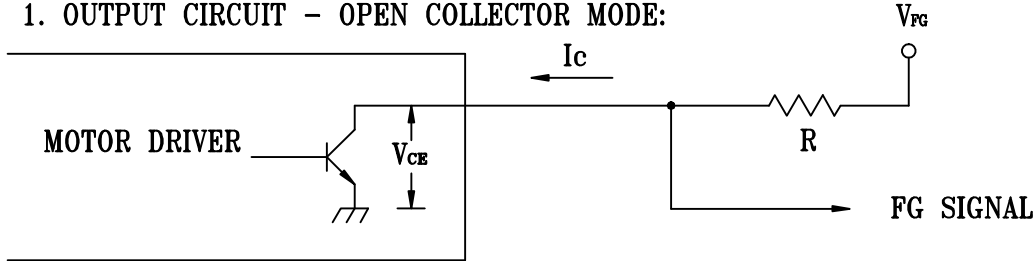 1. OUTPUT CIRCUIT – OPEN COLLECTOR MODE:
VFG
Ic
MOTOR DRIVER
VCE
R
FG SIGNAL